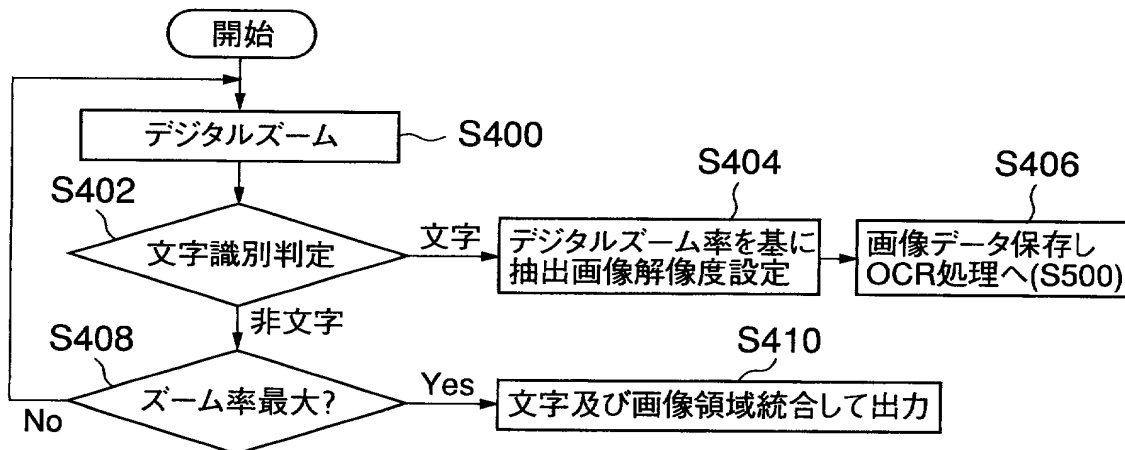 開始
デジタルズーム
S400
S402
文字識別判定
文字
S404
デジタルズーム率を基に
抽出画像解像度設定
S406
画像データ保存し
OCR処理へ(S500)
非文字
S408
ズーム率最大?
No
Yes
S410
文字及び画像領域統合して出力